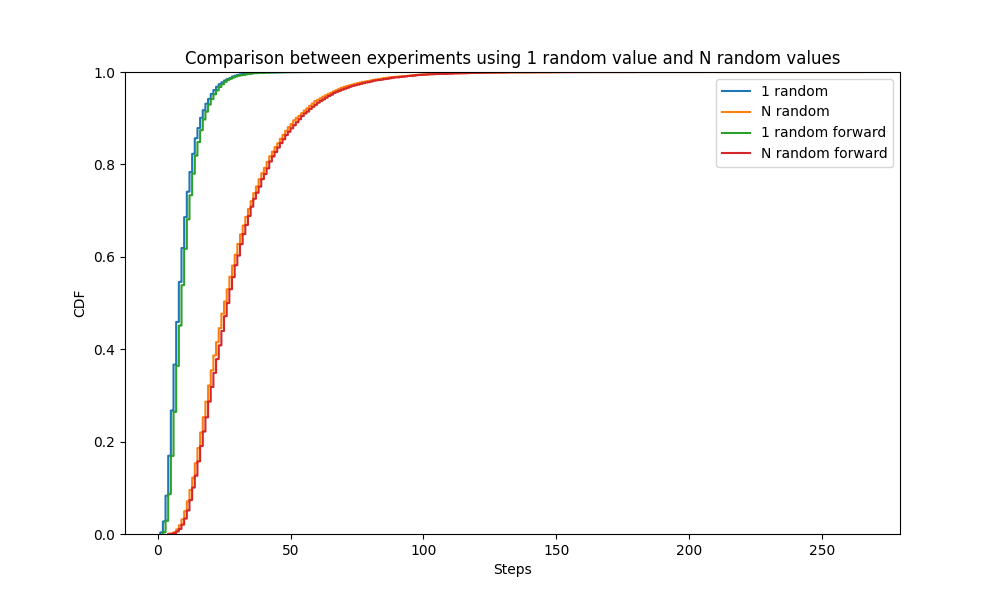 Comparison between experiments using 1 random value and N random values
1.0
0.8
0.6
0.4
0.2
0.0
CDF
0
50
100
150
200
250
Steps
1 random
N random
1 random forward
N random forward